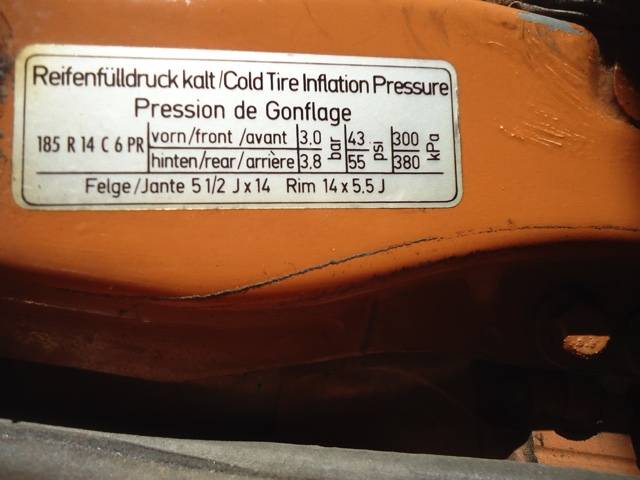 Reifenfülldruck kalt/Cold Tire Inflation Pressure
Pression de Gonflage
185 R 14 C 6 PR vorn/front/avant 3.0 bar 43 psi 300 kPa
hinten/rear/arrière 3.8 55 380
Felge/Jante 5 1/2 J x 14 Rim 14 x 5.5 J